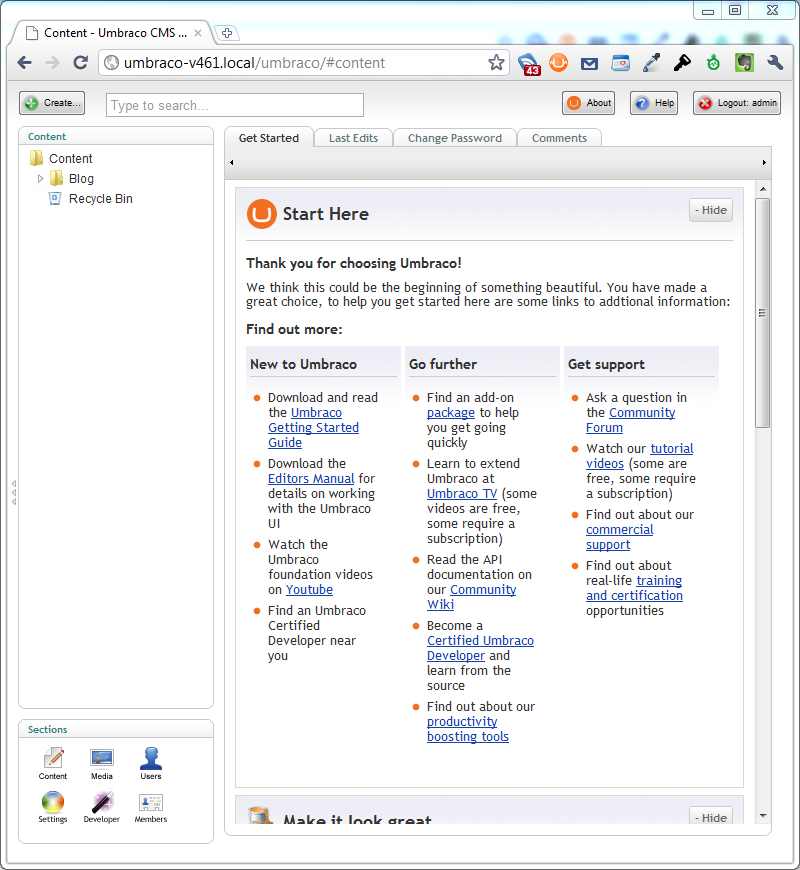 Content - Umbraco CMS ...
umbraco-v461.local/umbraco/#content
43
Create...
Type to search...
About
Help
Logout: admin
Content
Content
Blog
Recycle Bin
Get Started
Last Edits
Change Password
Comments
Start Here
- Hide
Thank you for choosing Umbraco!
We think this could be the beginning of something beautiful. You have made a
great choice, to help you get started here are some links to addtional information:
Find out more:
New to Umbraco
Download and read
the Umbraco
Getting Started
Guide
Download the
Editors Manual for
details on working
with the Umbraco
UI
Watch the
Umbraco
foundation videos
on Youtube
Find an Umbraco
Certified
Developer near
you
Go further
Find an add-on
package to help
you get going
quickly
Learn to extend
Umbraco at
Umbraco TV (some
videos are free,
some require a
subscription)
Read the API
documentation on
our Community
Wiki
Become a
Certified Umbraco
Developer and
learn from the
source
Find out about our
productivity
boosting tools
Get support
Ask a question in
the Community
Forum
Watch our tutorial
videos (some are
free, some require
a subscription)
Find out about our
commercial
support
Find out about
real-life training
and certification
opportunities
Make it look great
- Hide
Sections
Content
Media
Users
Settings
Developer
Members